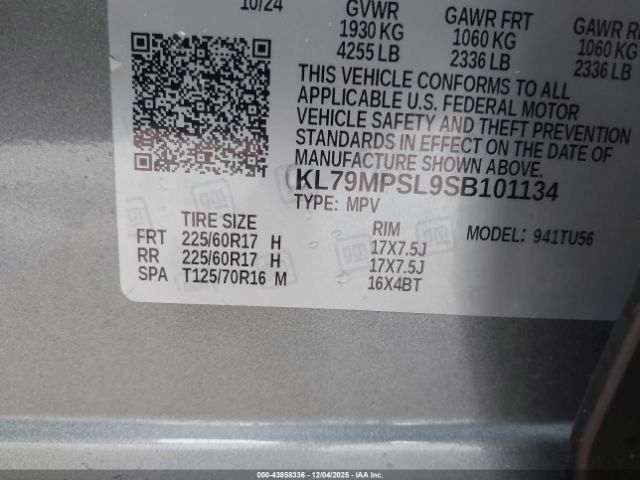 10/24
GVWR GAWR FRT GAWR R
1930 KG 1060 KG 1060 KG
4255 LB 2336 LB 2336 LB
THIS VEHICLE CONFORMS TO ALL
APPLICABLE U.S. FEDERAL MOTOR
VEHICLE SAFETY AND THEFT PREVENTION
STANDARDS IN EFFECT ON THE DATE OF
MANUFACTURE SHOWN ABOVE.
KL79MPSL9SB101134
TYPE: MPV
TIRE SIZE RIM MODEL: 941TU56
FRT 225/60R17 H 17X7.5J
RR 225/60R17 H 17X7.5J
SPA T125/70R16 M 16X4BT
gm
00-43858336 | 12/04/2025 - IAA Inc.